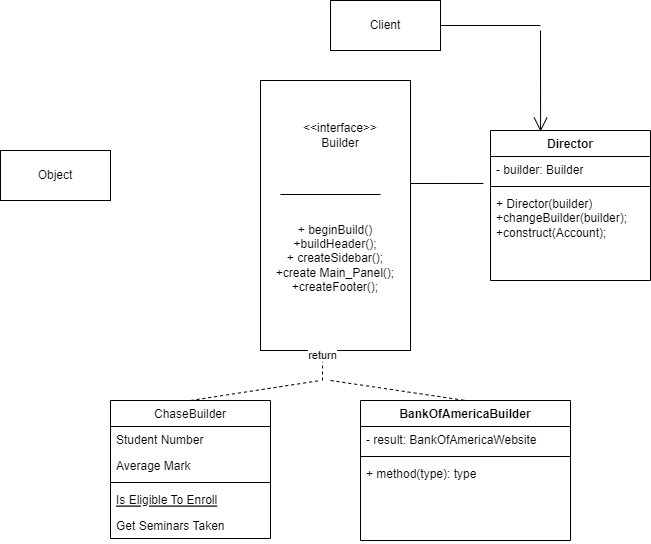 Client
<<interface>>
Builder
Director
- builder: Builder
Object
+ Director(builder)
+changeBuilder(builder);
+construct(Account);
+ beginBuild()
+buildHeader();
+ createSidebar();
+create Main_Panel();
+createFooter();
return
ChaseBuilder
Student Number
Average Mark
Is Eligible To Enroll
Get Seminars Taken
BankOfAmericaBuilder
- result: BankOfAmericaWebsite
+ method(type): type